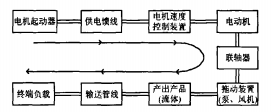 电机起动器
供电馈线
电机速度
控制装置
电动机
联轴器
终端负载
输送管线
产出产品
(流体)
拖动装置
(泵、风机)